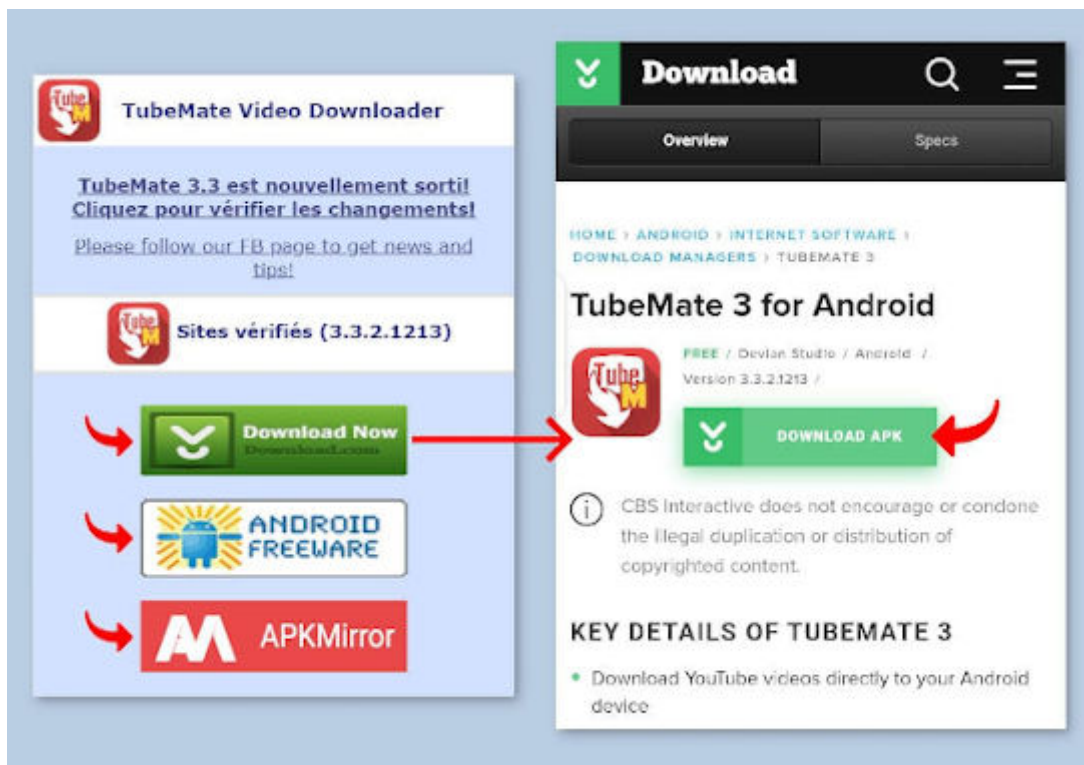 Tube
M
TubeMate Video Downloader
TubeMate 3.3 est nouvellement sorti!
Cliquez pour vérifier les changements!
Please follow our FB page to get news and
tips!
Tube
M
Sites vérifiés (3.3.2.1213)
Download Now
Download.com
ANDROID
FREEWARE
APKMirror
Download
Overview
Specs
HOME › ANDROID › INTERNET SOFTWARE ›
DOWNLOAD MANAGERS › TUBEMATE 3
TubeMate 3 for Android
Tube
M
FREE / Devian Studio / Android /
Version 3.3.2.1213 /
DOWNLOAD APK
i
CBS Interactive does not encourage or condone
the illegal duplication or distribution of
copyrighted content.
KEY DETAILS OF TUBEMATE 3
• Download YouTube videos directly to your Android
device